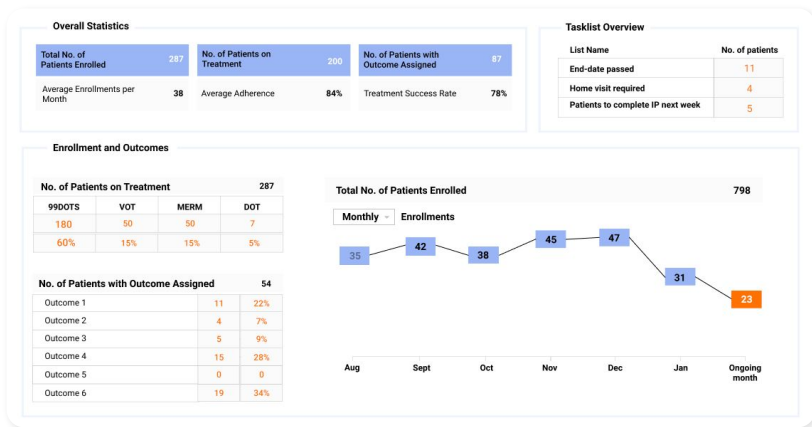 Overall Statistics
Total No. of
Patients Enrolled
287
No. of Patients on
Treatment
200
No. of Patients with
Outcome Assigned
87
Average Enrollments per
Month
38
Average Adherence
84%
Treatment Success Rate
78%
Tasklist Overview
List Name No. of patients
End-date passed 11
Home visit required 4
Patients to complete IP next week 5
Enrollment and Outcomes
No. of Patients on Treatment 287
99DOTS VOT MERM DOT
180 50 50 7
60% 15% 15% 5%
No. of Patients with Outcome Assigned 54
Outcome 1 11 22%
Outcome 2 4 7%
Outcome 3 5 9%
Outcome 4 15 28%
Outcome 5 0 0
Outcome 6 19 34%
Total No. of Patients Enrolled 798
Monthly Enrollments
35 42 38 45 47 31 23
Aug Sept Oct Nov Dec Jan Ongoing
month